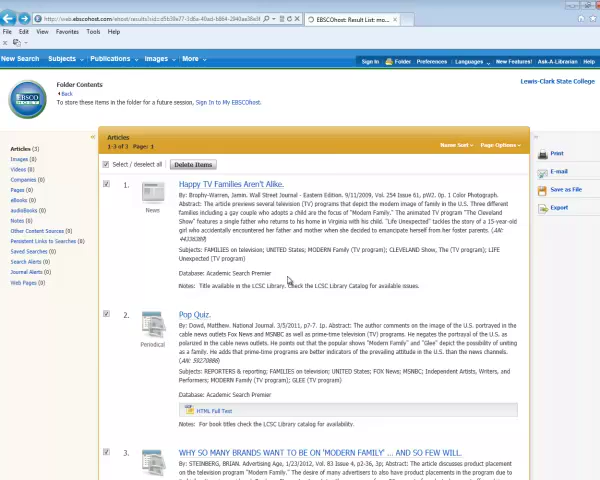 http://web.ebscohost.com/ehost/results?sid=
EBSCOhost: Result List: mo...
File Edit View Favorites Tools Help
New Search Subjects Publications Images More
Sign In Folder Preferences Languages New Features! Ask-A-Librarian Help
Lewis-Clark State College
EBSCO
HOST
Folder Contents
Back
To store these items in the folder for a future session, Sign In to My EBSCOhost.
Articles (3)
Images (0)
Videos (0)
Companies (0)
Pages (0)
eBooks (0)
audioBooks (0)
Notes (0)
Other Content Sources (0)
Persistent Links to Searches (0)
Saved Searches (0)
Search Alerts (0)
Journal Alerts (0)
Web Pages (0)
Articles
1-3 of 3 Page: 1
Name Sort Page Options
Select / deselect all Delete Items
1.
News
Happy TV Families Aren't Alike.
By: Brophy-Warren, Jamin. Wall Street Journal - Eastern Edition. 9/11/2009, Vol. 254 Issue 61, pW2. 0p. 1 Color Photograph.
Abstract: The article previews several television (TV) programs that depict the modern image of family in the U.S. Three different
families including a gay couple who adopts a child are the focus of "Modern Family." The animated TV program "The Cleveland
Show" features a single father who returns to his home in Virginia with his child. "Life Unexpected" tackles the story of a 15-year-old
girl who accidentally encountered her father and mother when she decided to emancipate herself from her foster parents. (AN:
44338389)
Subjects: FAMILIES on television; UNITED States; MODERN Family (TV program); CLEVELAND Show, The (TV program); LIFE
Unexpected (TV program)
Database: Academic Search Premier
Notes: Title available in the LCSC Library. Check the LCSC Library Catalog for available issues.
2.
Periodical
Pop Quiz.
By: Dowd, Matthew. National Journal. 3/5/2011, p7-7. 1p. Abstract: The author comments on the image of the U.S. portrayed in the
cable news outlets Fox News and MSNBC as well as prime-time television (TV) programs. He negates the portrayal of the U.S. as
polarized in the cable news outlets. He points out that the popular shows "Modern Family" and "Glee" depict the possibility of uniting
as a family. He adds that prime-time programs are better indicators of the prevailing attitude in the U.S. than the news channels.
(AN: 59270886)
Subjects: REPORTERS & reporting; FAMILIES on television; UNITED States; FOX News; MSNBC; Independent Artists, Writers, and
Performers; MODERN Family (TV program); GLEE (TV program)
Database: Academic Search Premier
HTML Full Text
Notes: For book titles check the LCSC Library catalog for availability.
3.
WHY SO MANY BRANDS WANT TO BE ON 'MODERN FAMILY' ... AND SO FEW WILL.
By: STEINBERG, BRIAN. Advertising Age, 1/23/2012, Vol. 83 Issue 4, p2-36, 3p; Abstract: The article discusses product placement
on the television program "Modern Family." The desire of many advertisers to also have product placements in the program due to
Print
E-mail
Save as File
Export